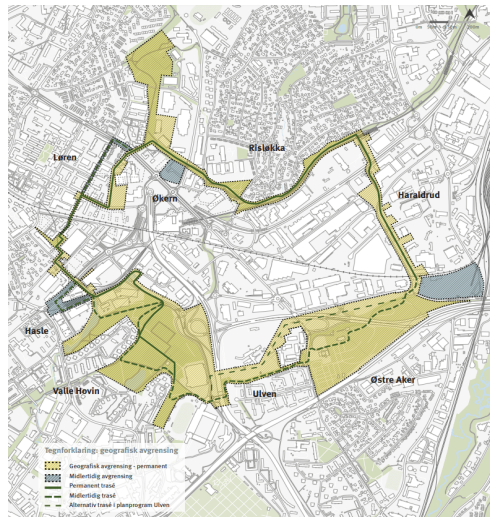 Løren
Risløkka
Økern
Haraldrud
Hasle
Valle Hovin
Ulven
Østre Aker
Tegnforklaring: geografisk avgrensing
Geografisk avgrensing - permanent
Midlertidig avgrensing
Permanent trasé
Midlertidig trasé
Alternativ trasé i planprogram Ulven